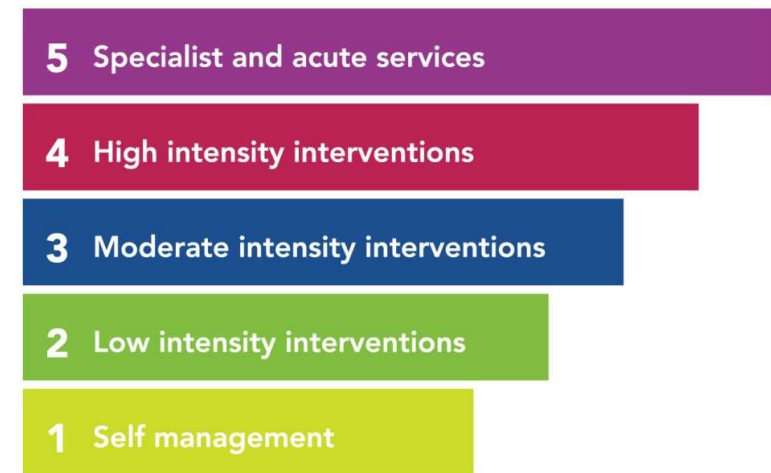 5 Specialist and acute services
4 High intensity interventions
3 Moderate intensity interventions
2 Low intensity interventions
1 Self management